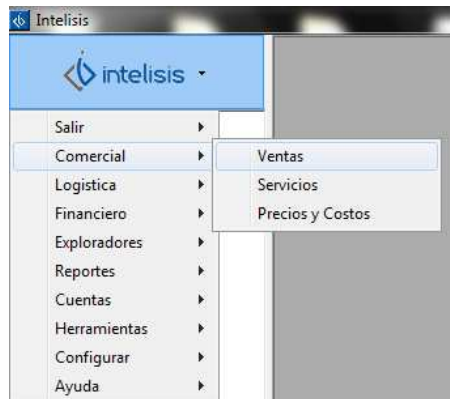 Intelisis
intelisis
Salir
Comercial
Ventas
Logistica
Servicios
Financiero
Precios y Costos
Exploradores
Reportes
Cuentas
Herramientas
Configurar
Ayuda